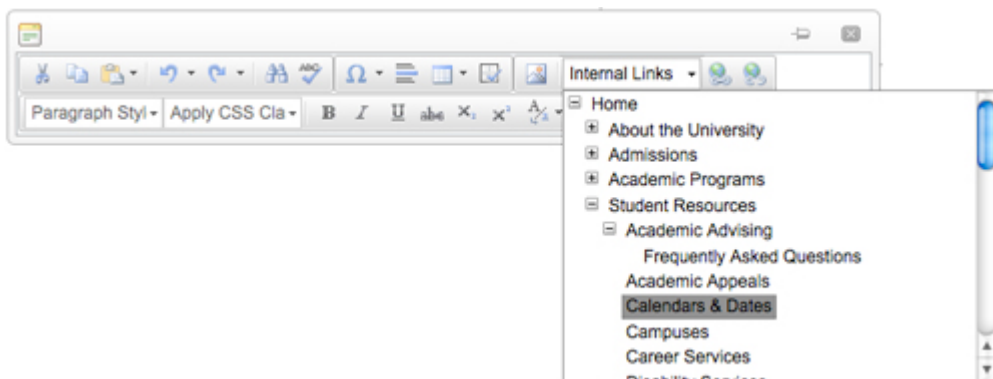 Internal Links
Paragraph Styl
Apply CSS Cla
B I U abc
Home
About the University
Admissions
Academic Programs
Student Resources
Academic Advising
Frequently Asked Questions
Academic Appeals
Calendars & Dates
Campuses
Career Services